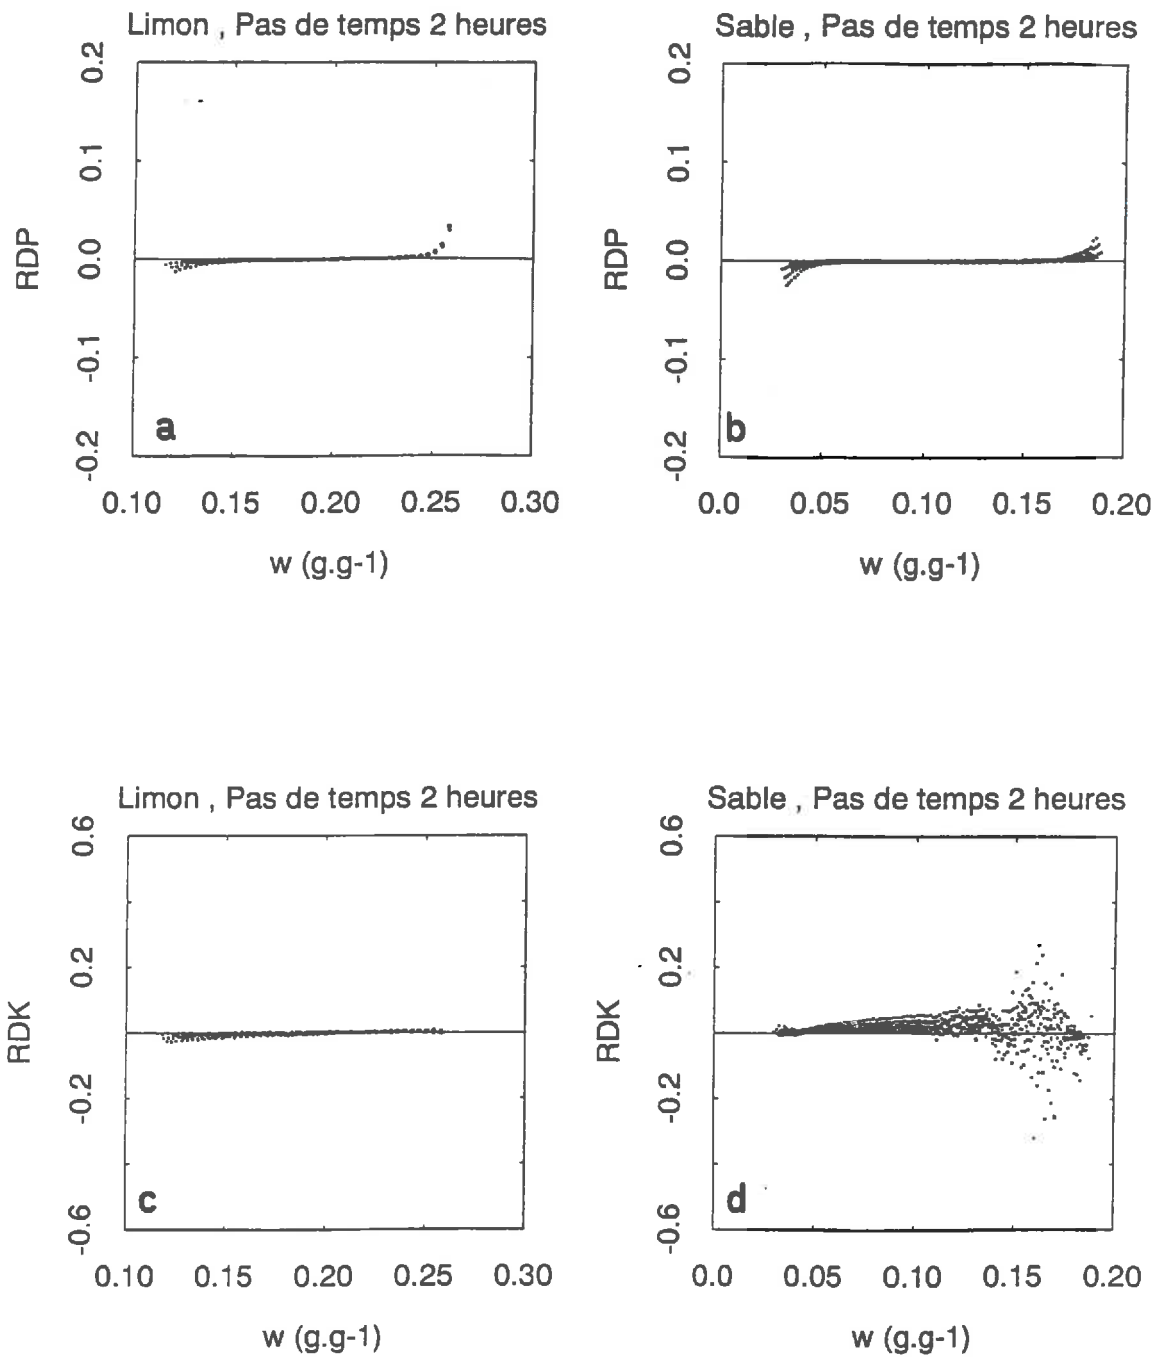 Limon , Pas de temps 2 heures
0.2
0.1
0.0
-0.1
-0.2
RDP
a
0.10 0.15 0.20 0.25 0.30
w (g.g-1)
Sable , Pas de temps 2 heures
0.2
0.1
0.0
-0.1
-0.2
RDP
b
0.0 0.05 0.10 0.15 0.20
w (g.g-1)
Limon , Pas de temps 2 heures
0.6
0.2
-0.2
-0.6
RDK
c
0.10 0.15 0.20 0.25 0.30
w (g.g-1)
Sable , Pas de temps 2 heures
0.6
0.2
-0.2
-0.6
RDK
d
0.0 0.05 0.10 0.15 0.20
w (g.g-1)